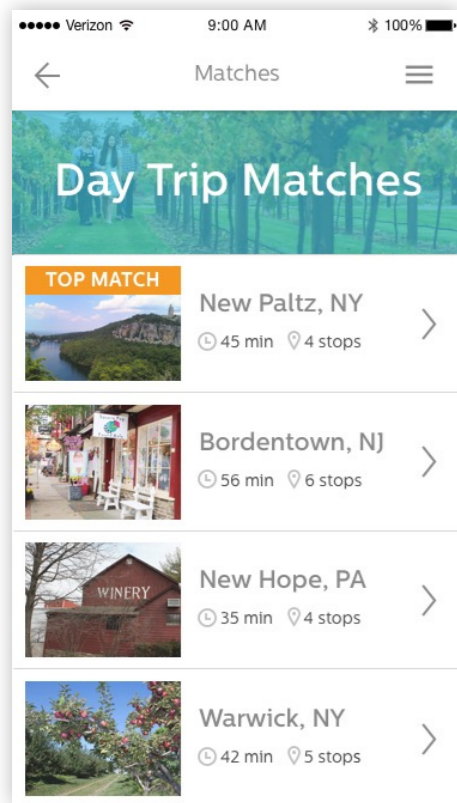 Verizon 9:00 AM 100%
Matches
Day Trip Matches
TOP MATCH
New Paltz, NY
45 min 4 stops
Bordentown, NJ
56 min 6 stops
WINERY
New Hope, PA
35 min 4 stops
Warwick, NY
42 min 5 stops